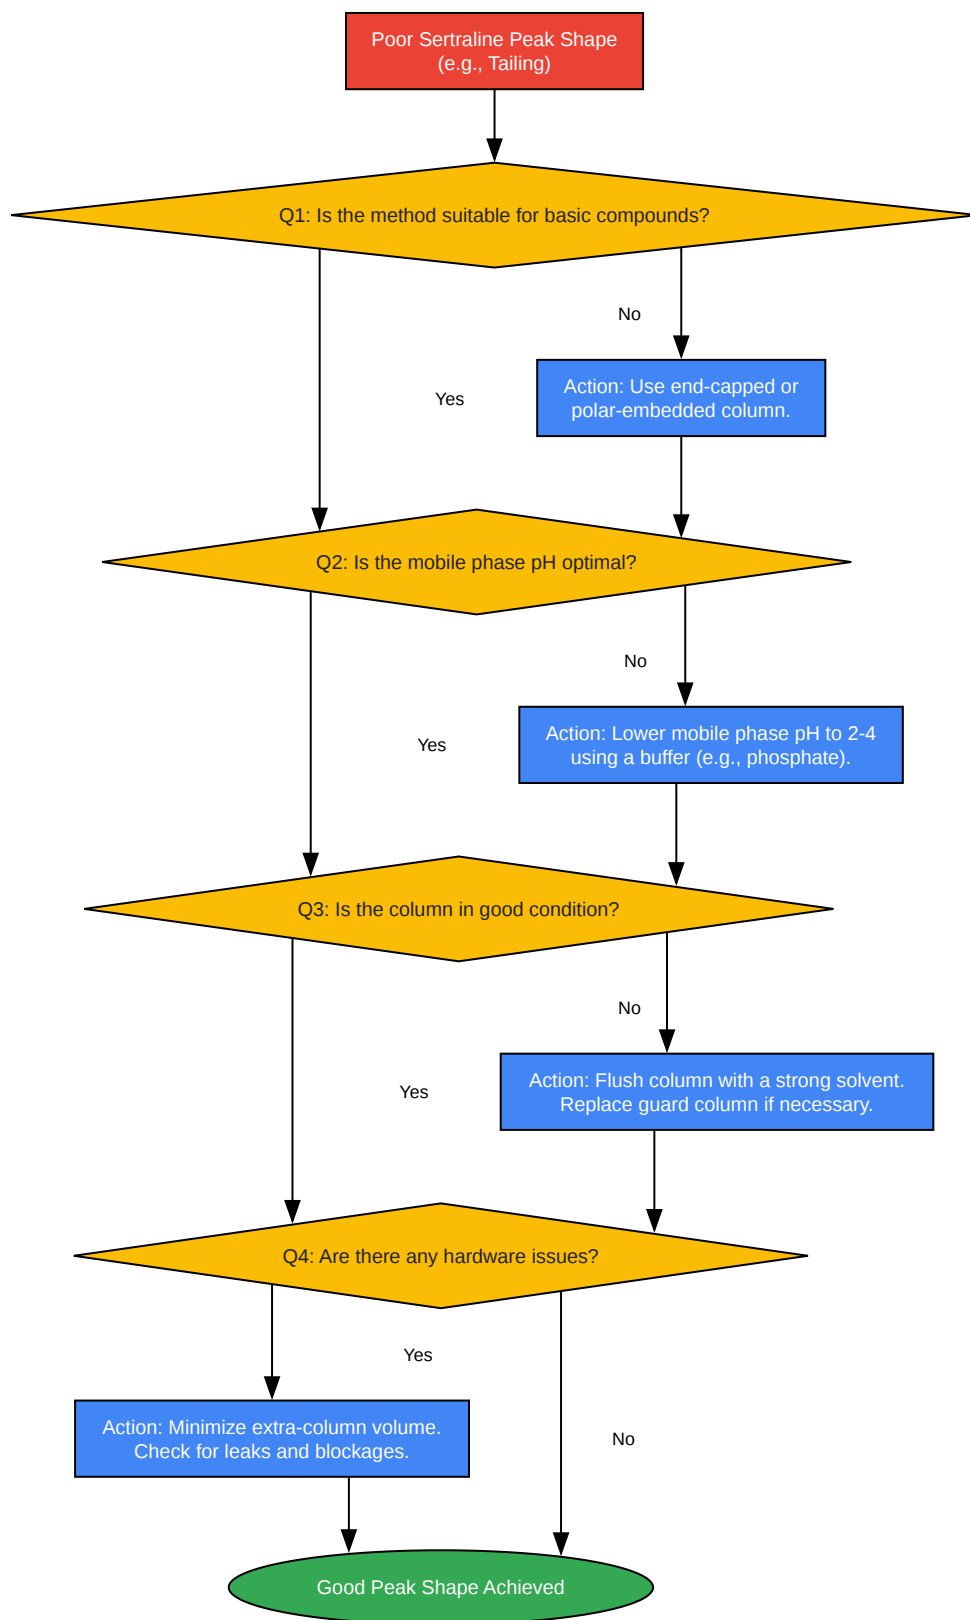 Poor Sertraline Peak Shape
(e.g., Tailing)
Q1: Is the method suitable for basic compounds?
No
Yes
Action: Use end-capped or
polar-embedded column.
Q2: Is the mobile phase pH optimal?
No
Yes
Action: Lower mobile phase pH to 2-4
using a buffer (e.g., phosphate).
Q3: Is the column in good condition?
No
Yes
Action: Flush column with a strong solvent.
Replace guard column if necessary.
Q4: Are there any hardware issues?
Yes
Action: Minimize extra-column volume.
Check for leaks and blockages.
No
Good Peak Shape Achieved